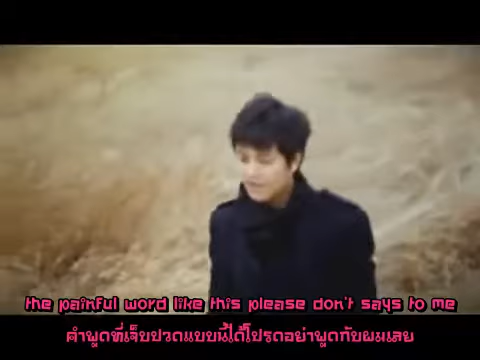 the painful word like this please don't says to me
คำพูดที่เจ็บปวดแบบนี้ได้โปรดอย่าพูดกับผมเลย